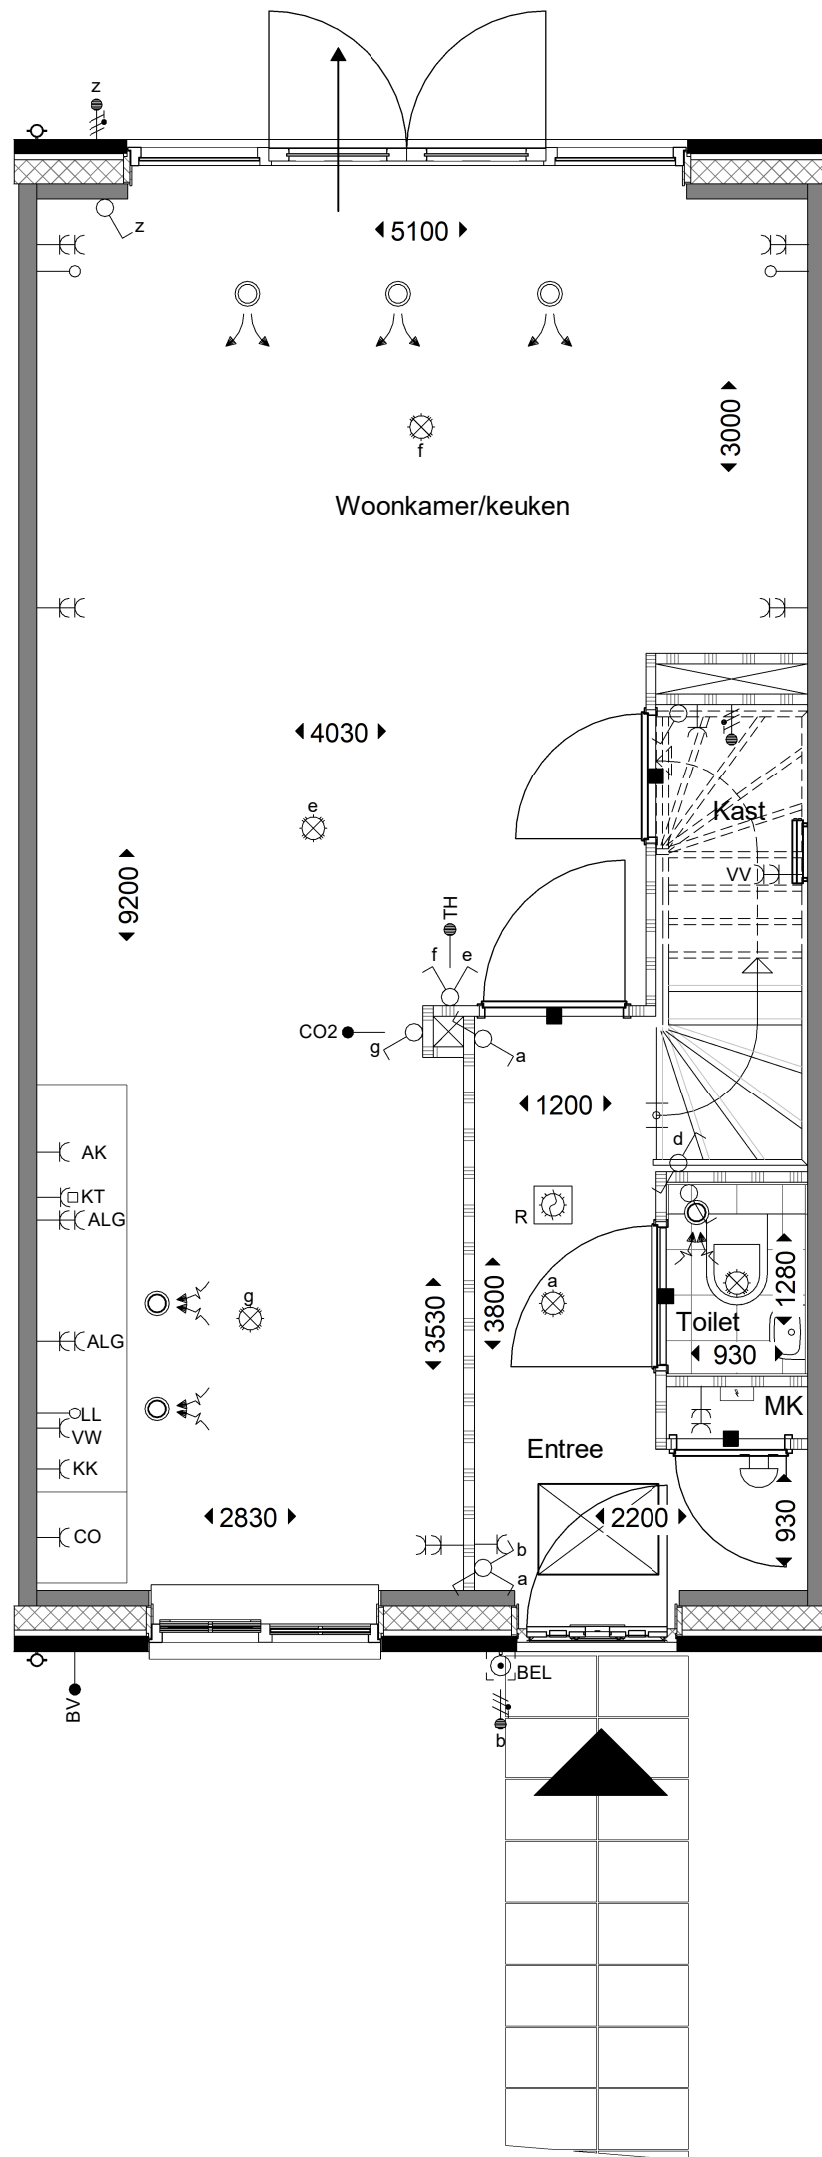 z
z
5100
3000
f
Woonkamer/keuken
4030
e
Kast
9200
VV
TH
f e
CO2
g
a
1200
d
AK
KT
ALG
R
a
g
3530
3800
1280
Toilet
930
ALG
LL
VW
KK
MK
Entree
CO
2830
2200
930
b
a
BEL
BV
b